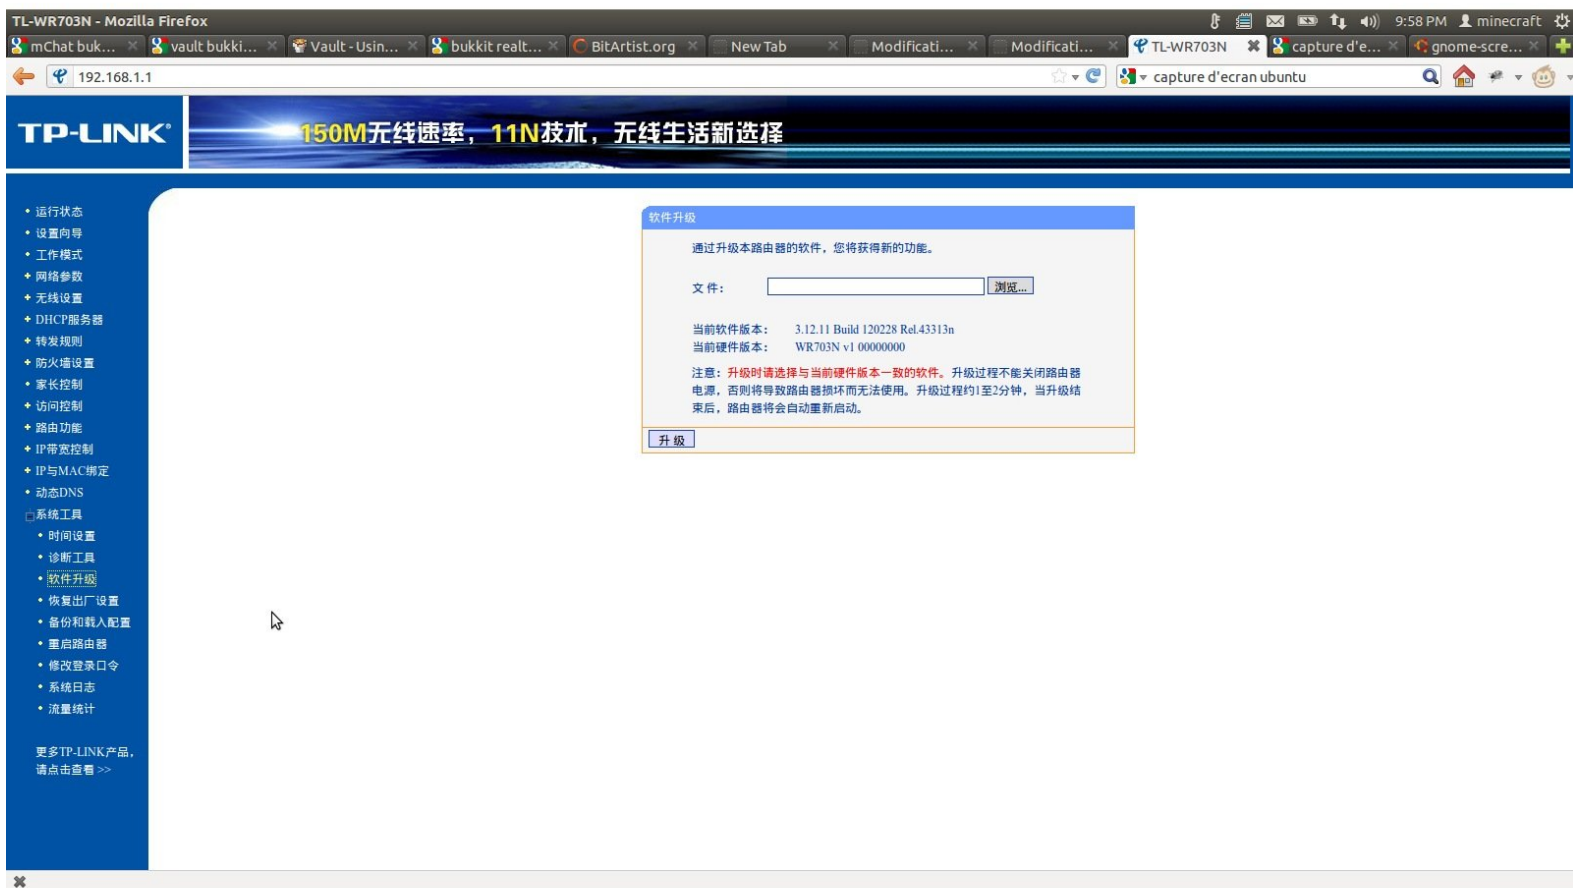 TL-WR703N - Mozilla Firefox
9:58 PM minecraft
mChat buk... vault bukki... Vault - Usin... bukkit realt... BitArtist.org New Tab Modificati... Modificati... TL-WR703N capture d'e... gnome-scre...
192.168.1.1 capture d'ecran ubuntu
TP-LINK®
150M无线速率，11N技术，无线生活新选择
运行状态
设置向导
工作模式
网络参数
无线设置
DHCP服务器
转发规则
防火墙设置
家长控制
访问控制
路由功能
IP带宽控制
IP与MAC绑定
动态DNS
系统工具
时间设置
诊断工具
软件升级
恢复出厂设置
备份和载入配置
重启路由器
修改登录口令
系统日志
流量统计
更多TP-LINK产品，
请点击查看 >>
软件升级
通过升级本路由器的软件，您将获得新的功能。
文 件： 浏览...
当前软件版本： 3.12.11 Build 120228 Rel.43313n
当前硬件版本： WR703N v1 00000000
注意：升级时请选择与当前硬件版本一致的软件。升级过程不能关闭路由器
电源，否则将导致路由器损坏而无法使用。升级过程约1至2分钟，当升级结
束后，路由器将会自动重新启动。
升 级